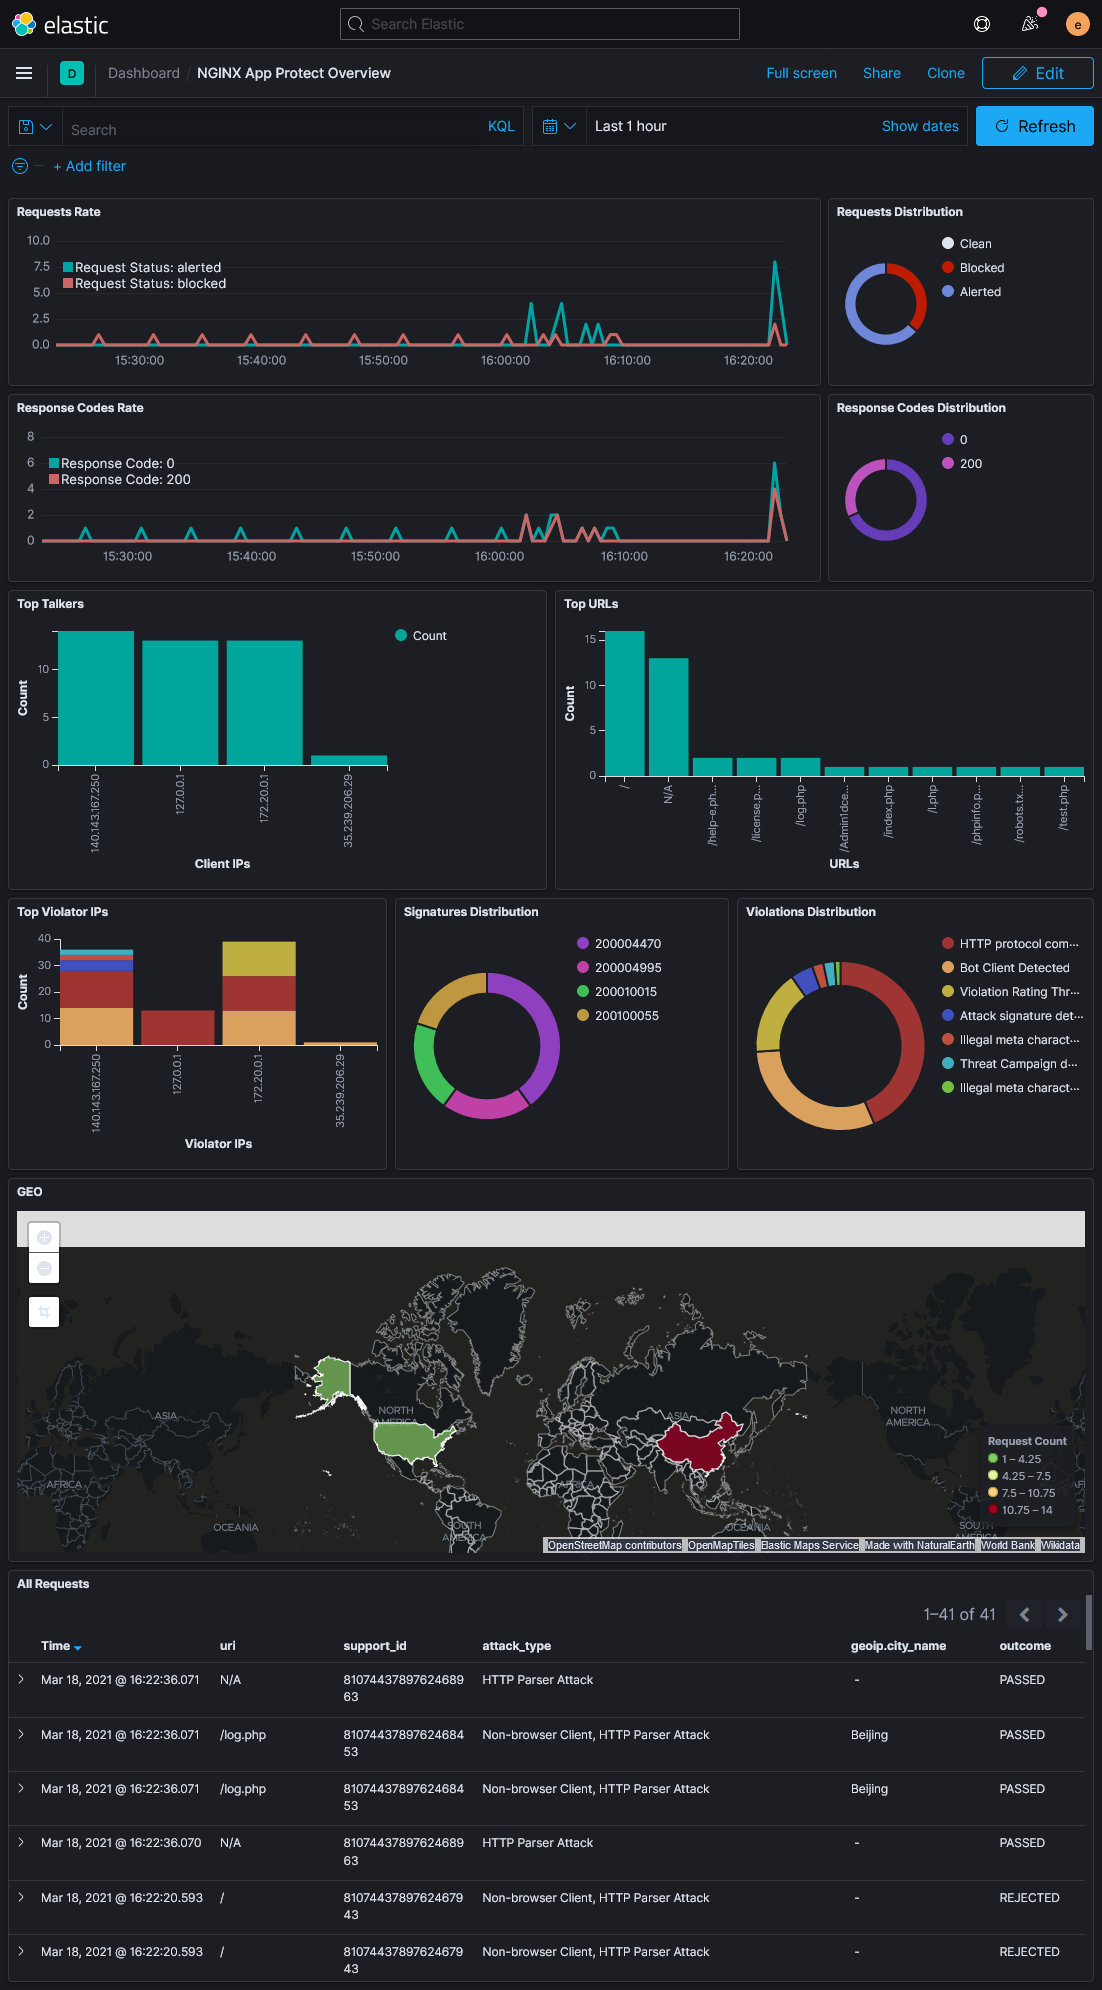 elastic
Search Elastic
e
D
Dashboard / NGINX App Protect Overview
Full screen
Share
Clone
Edit
Search
KQL
Last 1 hour
Show dates
Refresh
+ Add filter
Requests Rate
10.0
7.5
5.0
2.5
0.0
Request Status: alerted
Request Status: blocked
15:30:00
15:40:00
15:50:00
16:00:00
16:10:00
16:20:00
Requests Distribution
Clean
Blocked
Alerted
Response Codes Rate
8
6
4
2
0
Response Code: 0
Response Code: 200
15:30:00
15:40:00
15:50:00
16:00:00
16:10:00
16:20:00
Response Codes Distribution
0
200
Top Talkers
Count
10
5
0
140.143.167.250
127.0.0.1
172.20.0.1
35.239.206.29
Client IPs
Count
Top URLs
Count
15
10
5
0
/
N/A
/help-e.ph...
/license.p...
/log.php
/Admin1dce...
/index.php
/l.php
/phpinfo.p...
/robots.tx...
/test.php
URLs
Top Violator IPs
Count
40
30
20
10
0
140.143.167.250
127.0.0.1
172.20.0.1
35.239.206.29
Violator IPs
Signatures Distribution
200004470
200004995
200010015
200100055
Violations Distribution
HTTP protocol com...
Bot Client Detected
Violation Rating Thr...
Attack signature det...
Illegal meta charact...
Threat Campaign d...
Illegal meta charact...
GEO
ASIA
AFRICA
OCEANIA
NORTH
AMERICA
SOUTH
AMERICA
ASIA
AFRICA
OCEANIA
NORTH
AMERICA
SOUTH
AMERICA
AF
Request Count
1 – 4.25
4.25 – 7.5
7.5 – 10.75
10.75 – 14
OpenStreetMap contributors OpenMapTiles Elastic Maps Service Made with NaturalEarth World Bank Wikidata
All Requests
1–41 of 41
Time uri support_id attack_type geoip.city_name outcome
Mar 18, 2021 @ 16:22:36.071 N/A 81074437897624689 HTTP Parser Attack - PASSED
63
Mar 18, 2021 @ 16:22:36.071 /log.php 81074437897624684 Non-browser Client, HTTP Parser Attack Beijing PASSED
53
Mar 18, 2021 @ 16:22:36.071 /log.php 81074437897624684 Non-browser Client, HTTP Parser Attack Beijing PASSED
53
Mar 18, 2021 @ 16:22:36.070 N/A 81074437897624689 HTTP Parser Attack - PASSED
63
Mar 18, 2021 @ 16:22:20.593 / 81074437897624679 Non-browser Client, HTTP Parser Attack - REJECTED
43
Mar 18, 2021 @ 16:22:20.593 / 81074437897624679 Non-browser Client, HTTP Parser Attack - REJECTED
43